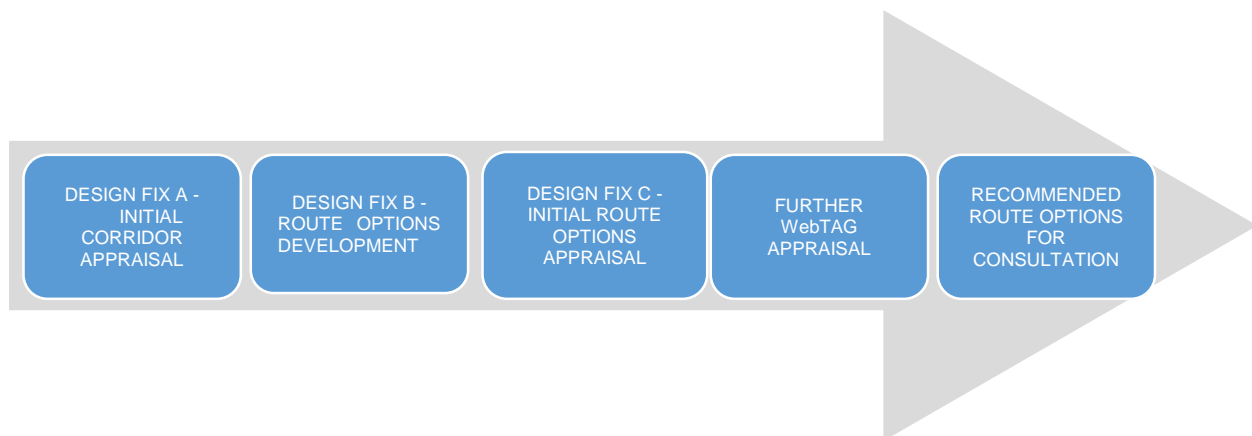 DESIGN FIX A -
INITIAL
CORRIDOR
APPRAISAL
DESIGN FIX B -
ROUTE OPTIONS
DEVELOPMENT
DESIGN FIX C -
INITIAL ROUTE
OPTIONS
APPRAISAL
FURTHER
WebTAG
APPRAISAL
RECOMMENDED
ROUTE OPTIONS
FOR
CONSULTATION